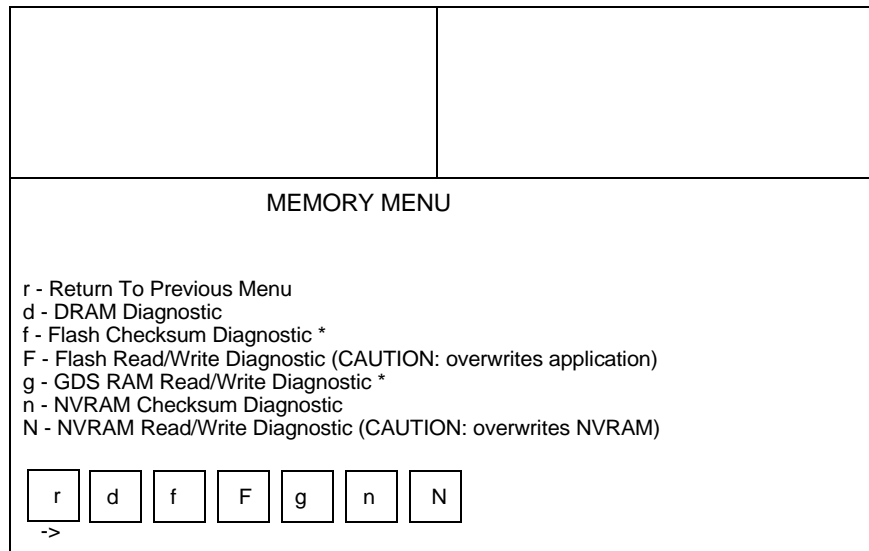 MEMORY MENU
r - Return To Previous Menu
d - DRAM Diagnostic
f - Flash Checksum Diagnostic *
F - Flash Read/Write Diagnostic (CAUTION: overwrites application)
g - GDS RAM Read/Write Diagnostic *
n - NVRAM Checksum Diagnostic
N - NVRAM Read/Write Diagnostic (CAUTION: overwrites NVRAM)
r d f F g n N
->